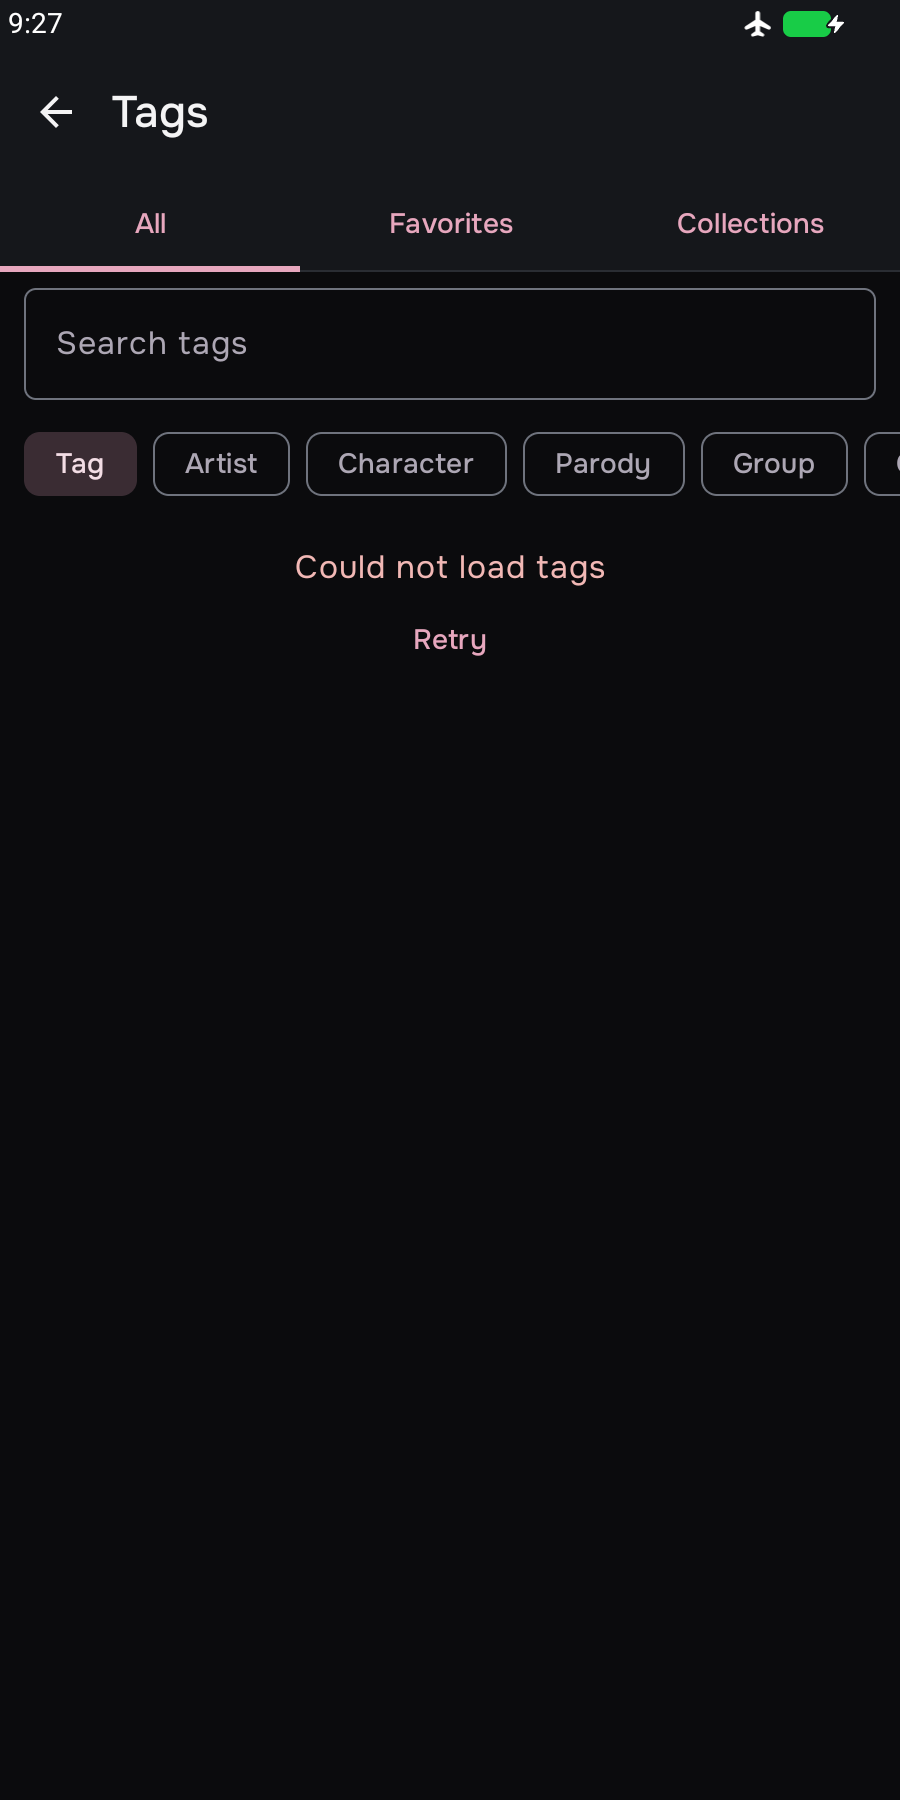 9:27
Tags
All Favorites Collections
Search tags
Tag Artist Character Parody Group
Could not load tags
Retry